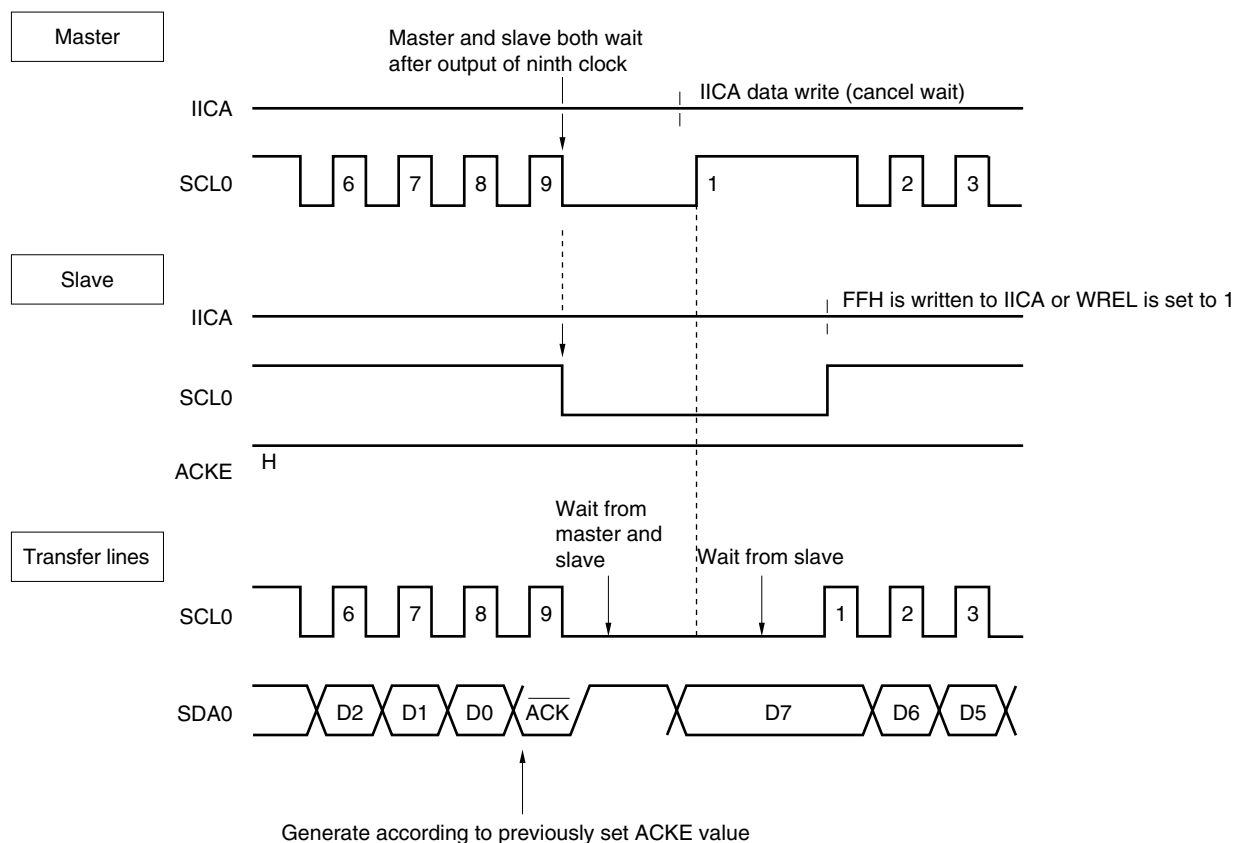 Master
Master and slave both wait
after output of ninth clock
IICA
IICA data write (cancel wait)
SCL0
6 7 8 9 1 2 3
Slave
IICA
FFH is written to IICA or WREL is set to 1
SCL0
ACKE
H
Transfer lines
Wait from
master and
slave
Wait from slave
SCL0
6 7 8 9 1 2 3
SDA0
D2 D1 D0 ACK D7 D6 D5
Generate according to previously set ACKE value